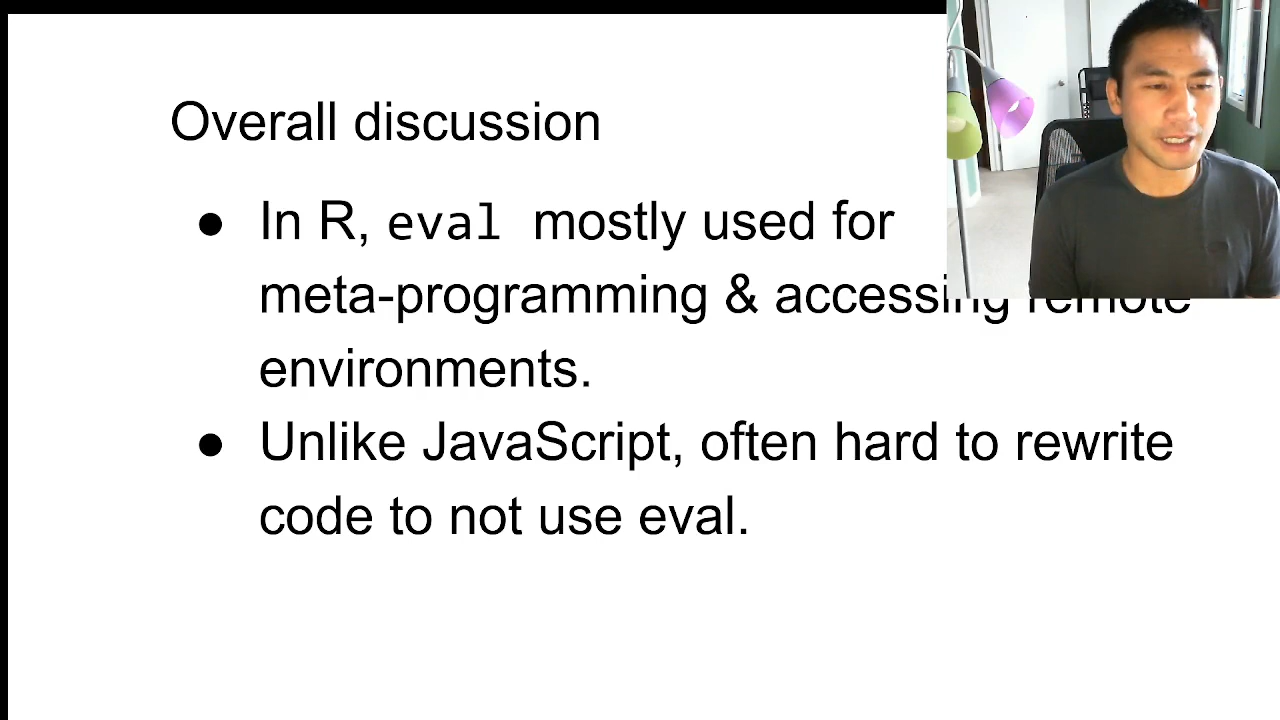 Overall discussion
● In R, eval mostly used for
meta-programming & accessing remote
environments.
● Unlike JavaScript, often hard to rewrite
code to not use eval.